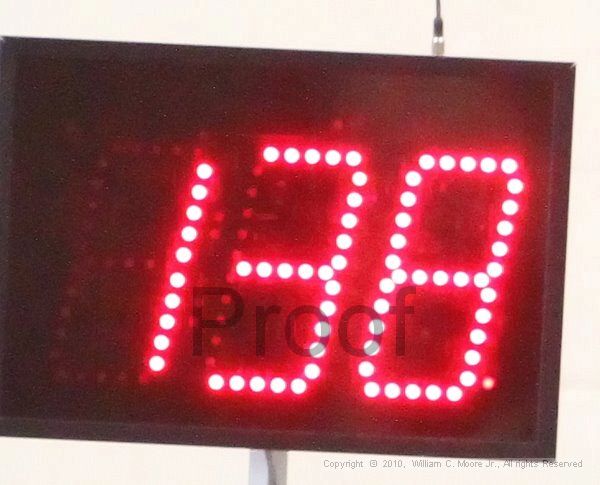 138
Proof
Copyright © 2010, William C. Moore Jr., All rights Reserved